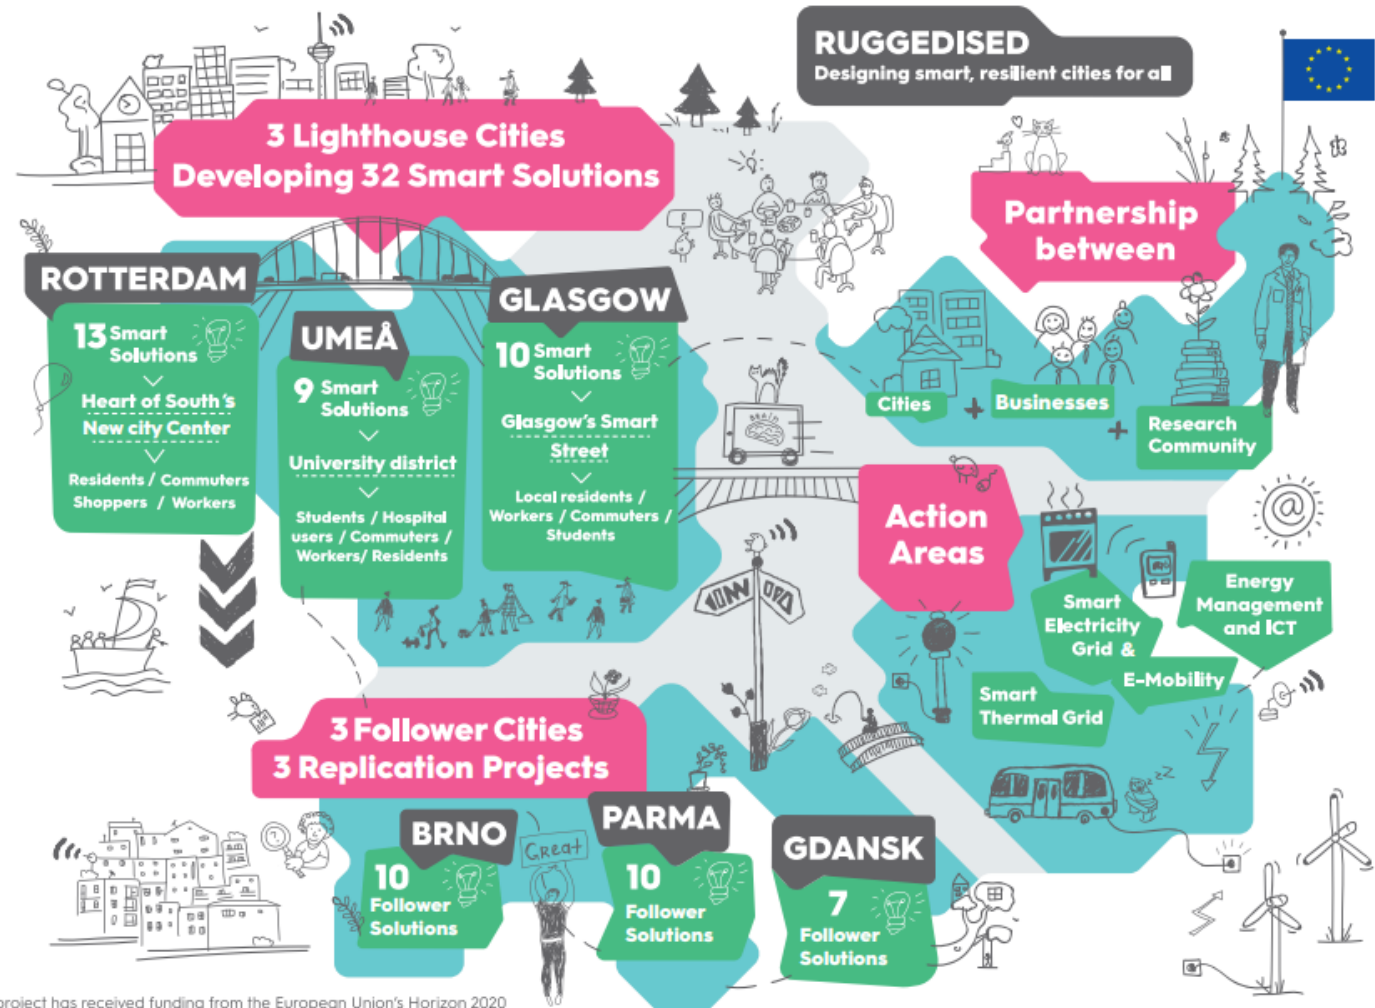 RUGGEDISED
Designing smart, resilient cities for all
3 Lighthouse Cities
Developing 32 Smart Solutions
ROTTERDAM
13 Smart
Solutions
Heart of South's
New city Center
Residents / Commuters
Shoppers / Workers
UMEÅ
9 Smart
Solutions
University district
Students / Hospital
users / Commuters /
Workers/ Residents
GLASGOW
10 Smart
Solutions
Glasgow's Smart
Street
Local residents /
Workers / Commuters /
Students
BRAIN
Partnership
between
Cities
+
Businesses
+
Research
Community
Action
Areas
Smart
Electricity
Grid &
E-Mobility
Energy
Management
and ICT
Smart
Thermal Grid
@
zzZ
3 Follower Cities
3 Replication Projects
BRNO
10
Follower
Solutions
Great
PARMA
10
Follower
Solutions
GDANSK
7
Follower
Solutions
project has received funding from the European Union's Horizon 2020